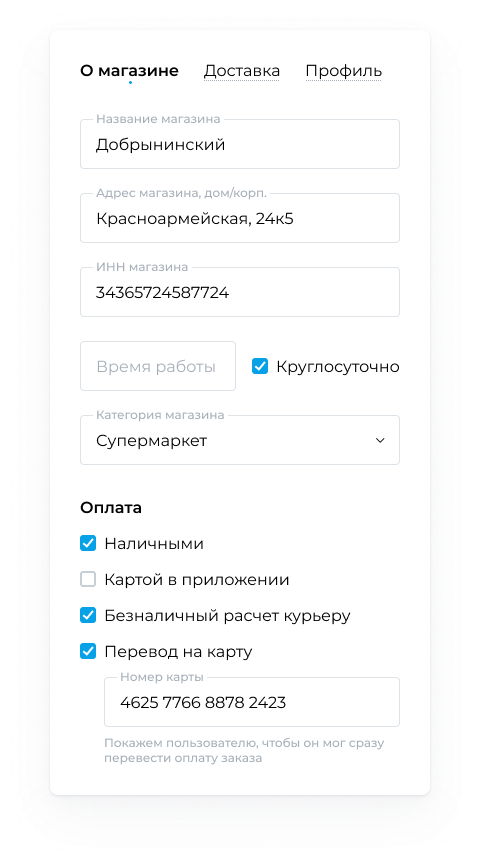 О магазине Доставка Профиль
Название магазина
Добрынинский
Адрес магазина, дом/корп.
Красноармейская, 24к5
ИНН магазина
34365724587724
Время работы Круглосуточно
Категория магазина
Супермаркет
Оплата
Наличными
Картой в приложении
Безналичный расчет курьеру
Перевод на карту
Номер карты
4625 7766 8878 2423
Покажем пользователю, чтобы он мог сразу
перевести оплату заказа